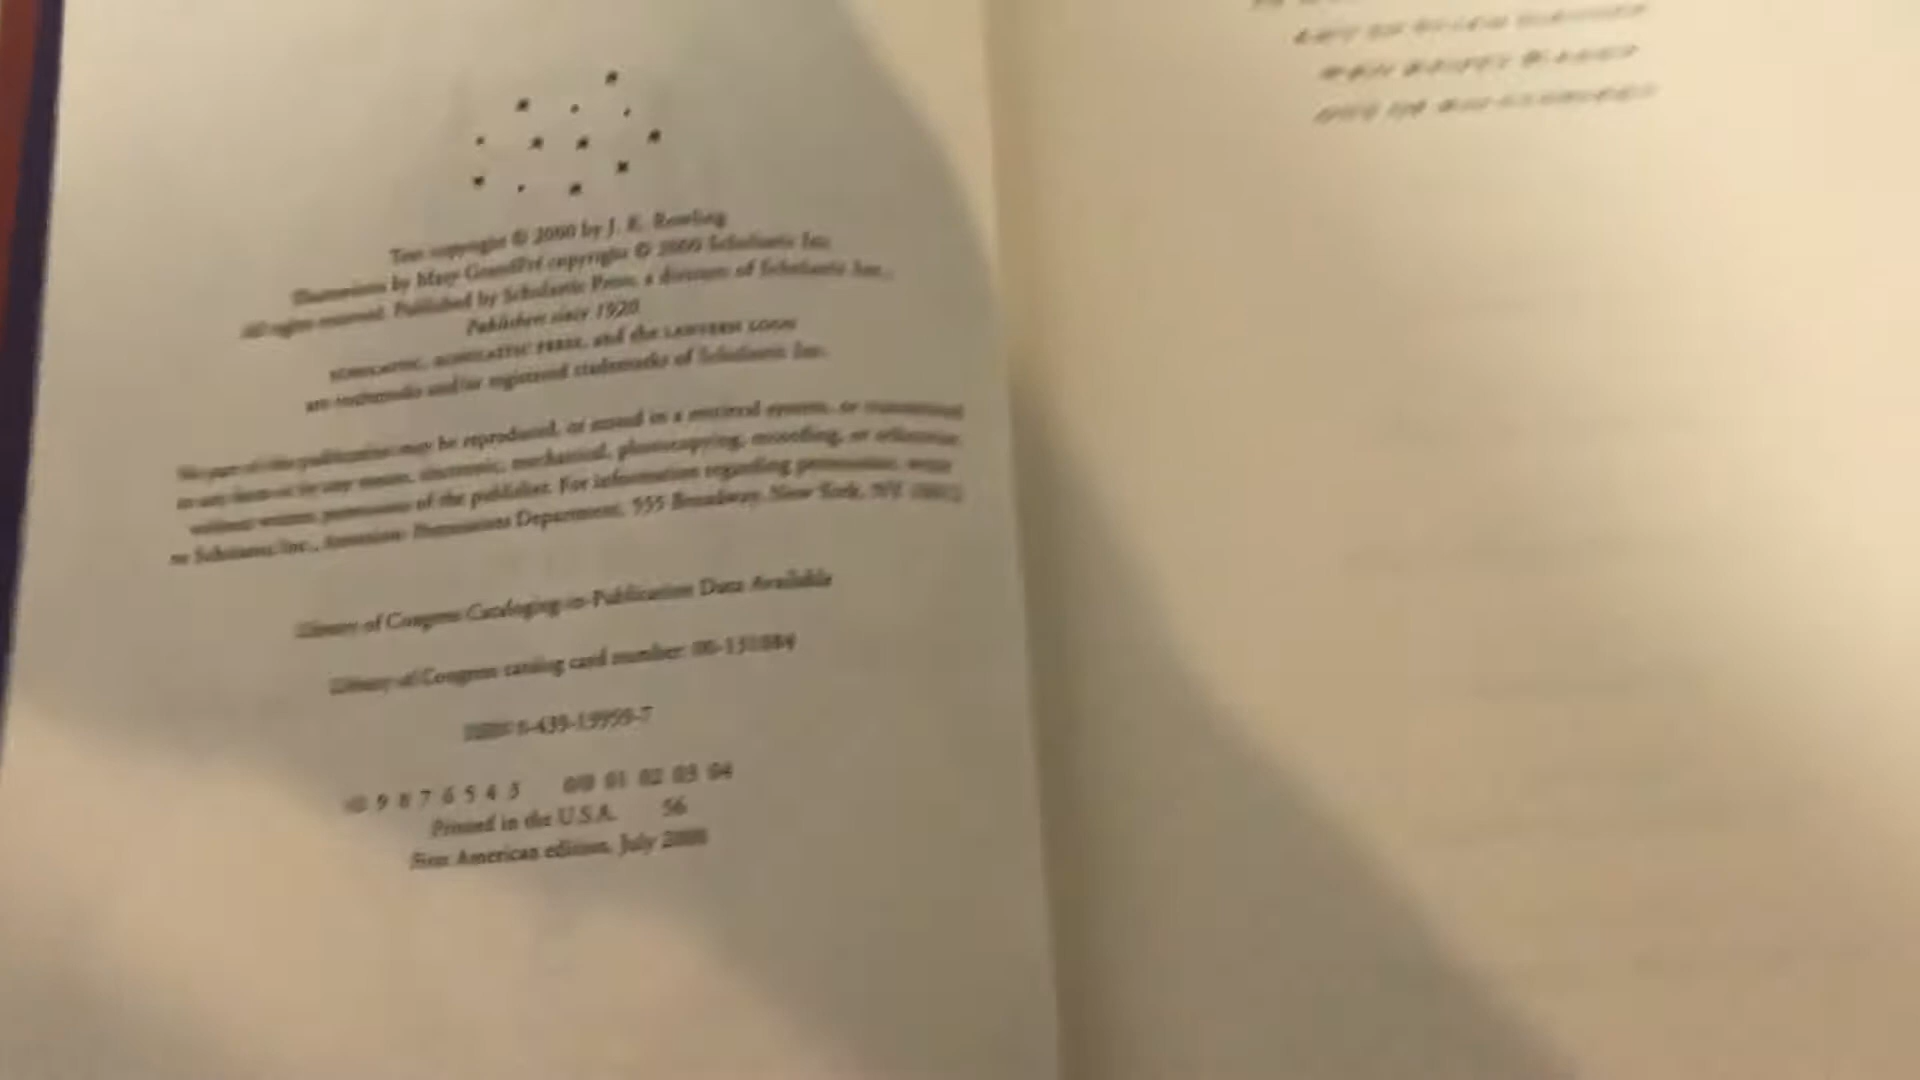 Text copyright © 2000 by J. K. Rowling
Illustrations by Mary GrandPré copyright © 2000 Scholastic Inc.
All rights reserved. Published by Scholastic Press, a division of Scholastic Inc.,
Publishers since 1920.
SCHOLASTIC, SCHOLASTIC PRESS, and the LANTERN LOGO
are trademarks and/or registered trademarks of Scholastic Inc.
No part of this publication may be reproduced, or stored in a retrieval system, or transmitted
in any form or by any means, electronic, mechanical, photocopying, recording, or otherwise,
without written permission of the publisher. For information regarding permission, write
to Scholastic Inc., Attention: Permissions Department, 555 Broadway, New York, NY
Library of Congress Cataloging-in-Publication Data Available
Library of Congress catalog card number: 00-131084
ISBN 0-439-13959-7
10 9 8 7 6 5 4 3 0/0 01 02 03 04
Printed in the U.S.A. 56
First American edition, July 2000